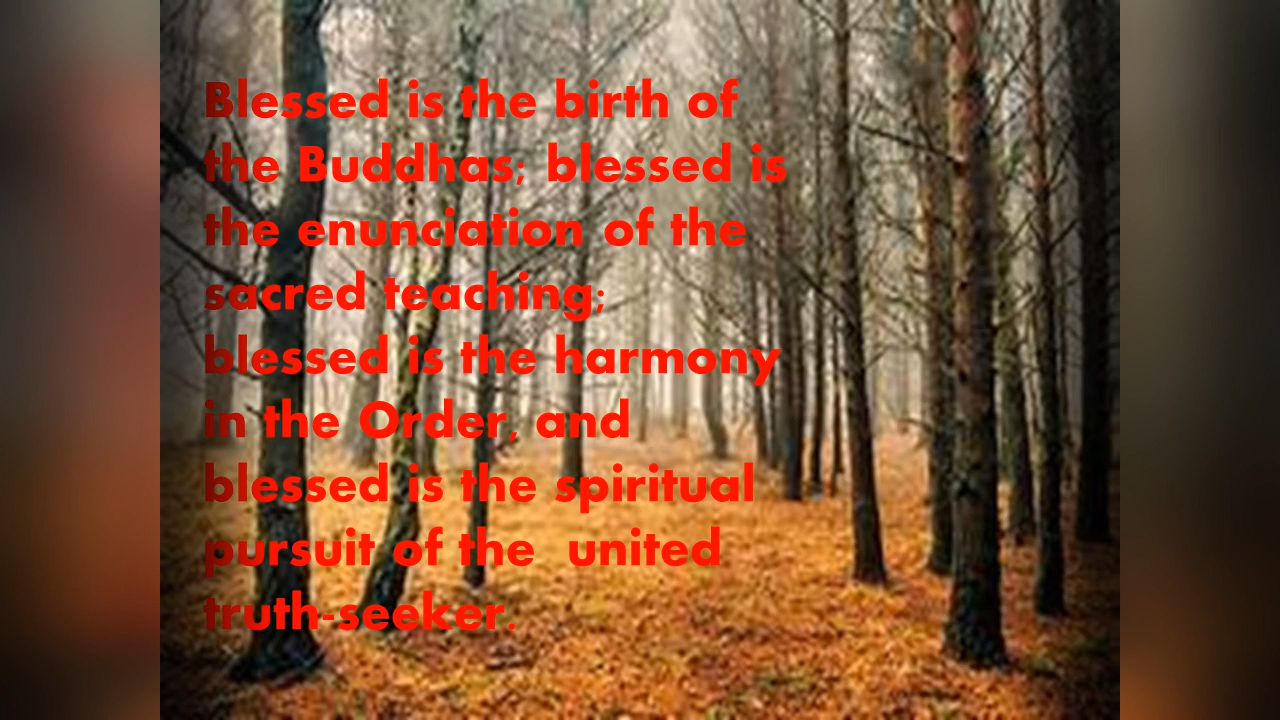 Blessed is the birth of
the Buddhas; blessed is
the enunciation of the
sacred teaching;
blessed is the harmony
in the Order, and
blessed is the spiritual
pursuit of the  united
truth-seeker.